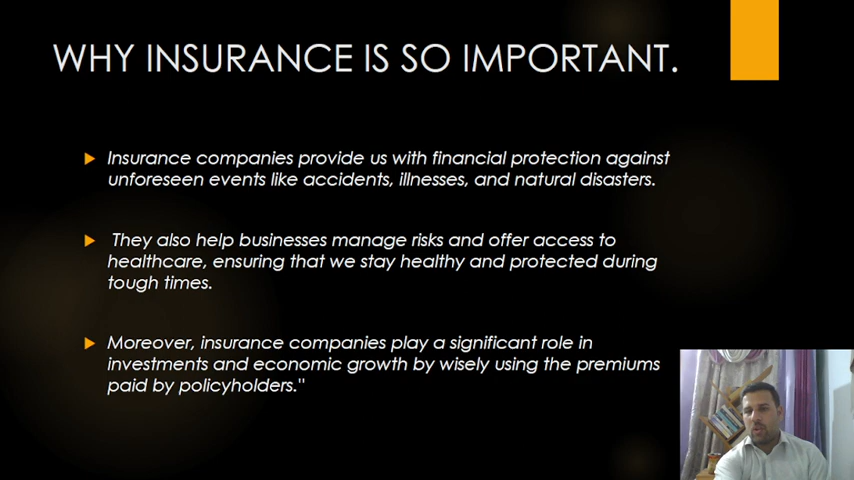 WHY INSURANCE IS SO IMPORTANT.
Insurance companies provide us with financial protection against
unforeseen events like accidents, illnesses, and natural disasters.
They also help businesses manage risks and offer access to
healthcare, ensuring that we stay healthy and protected during
tough times.
Moreover, insurance companies play a significant role in
investments and economic growth by wisely using the premiums
paid by policyholders."